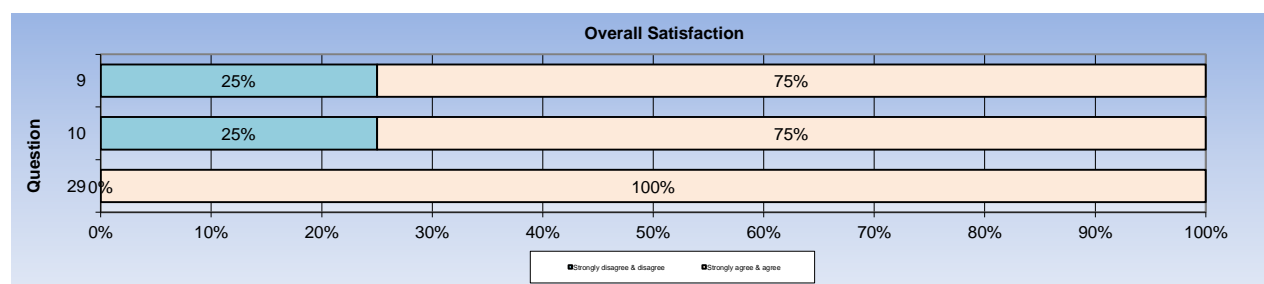 Overall Satisfaction
Question
9 25% 75%
10 25% 75%
29 0% 100%
0% 10% 20% 30% 40% 50% 60% 70% 80% 90% 100%
Strongly disagree & disagree Strongly agree & agree